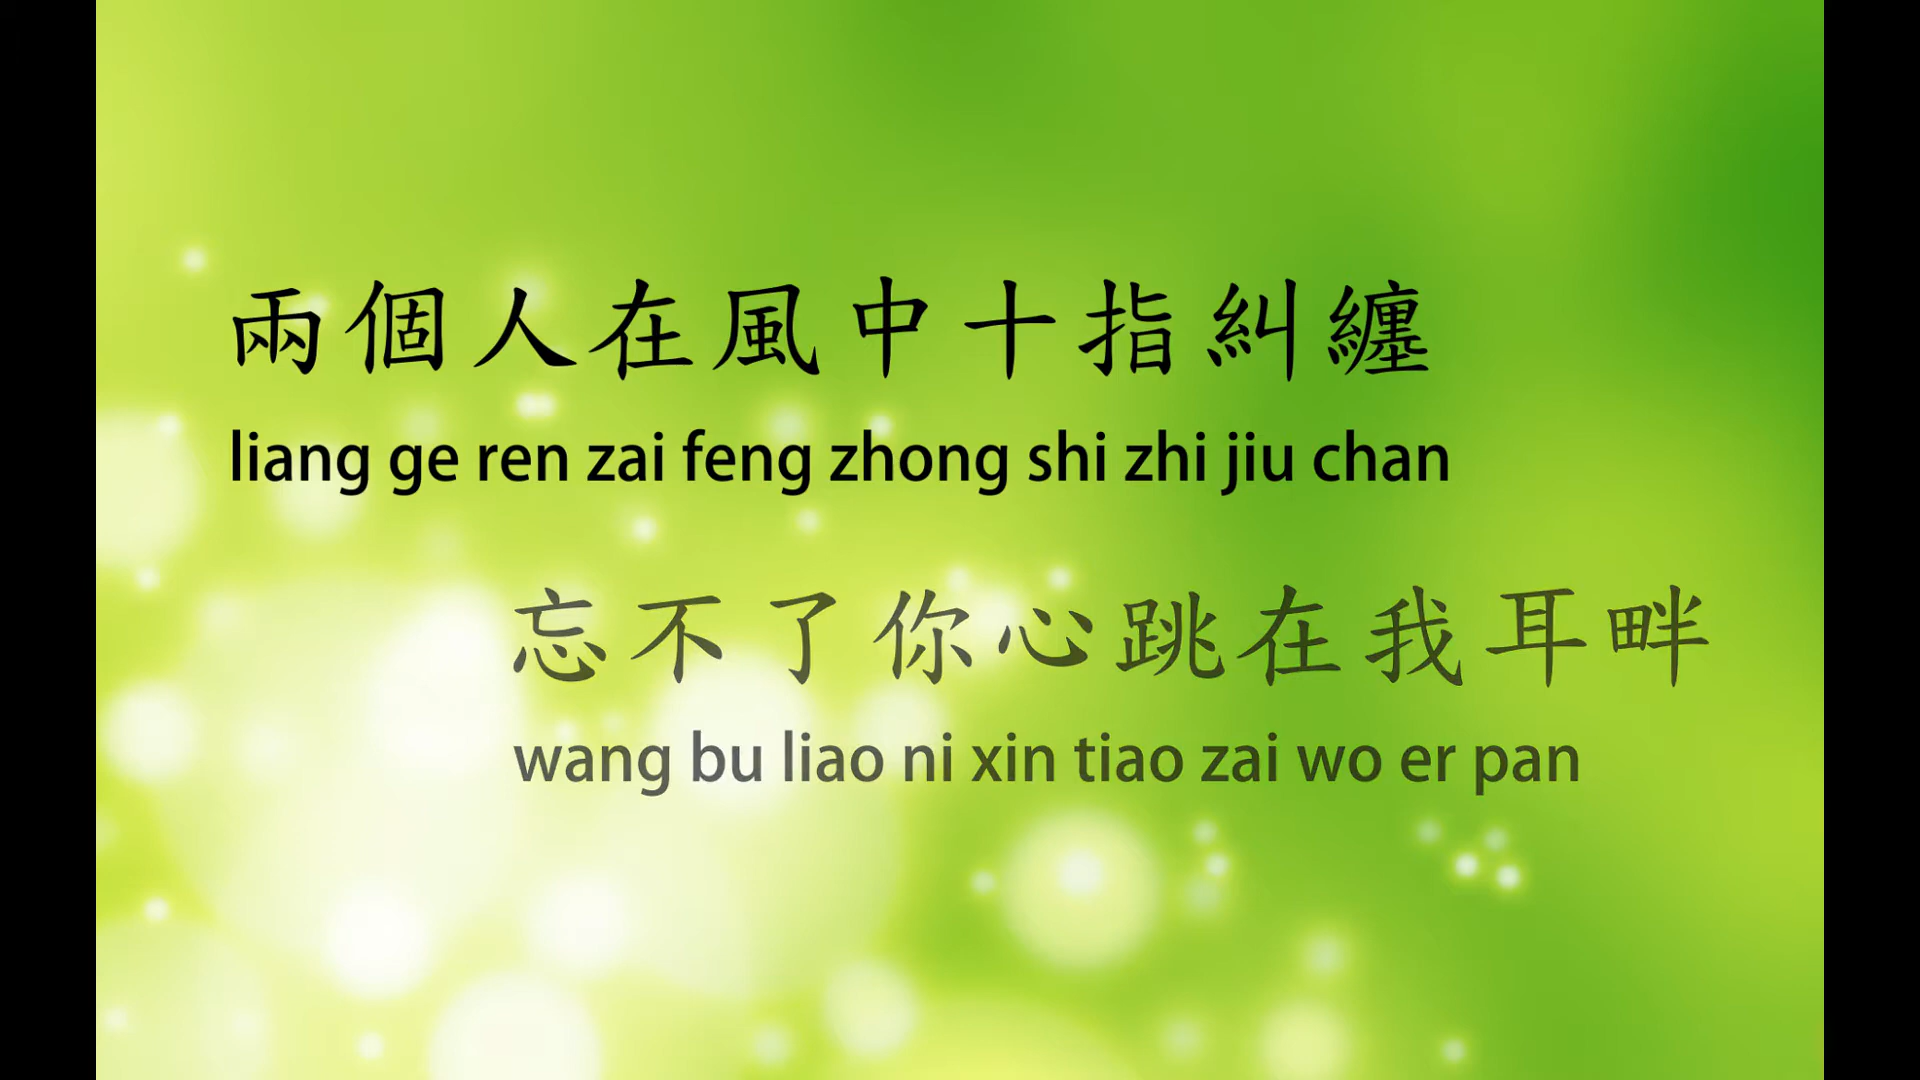 兩個人在風中十指糾纏
liang ge ren zai feng zhong shi zhi jiu chan
忘不了你心跳在我耳畔
wang bu liao ni xin tiao zai wo er pan